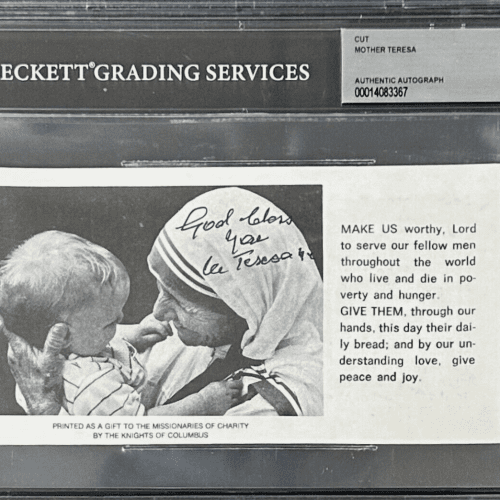 ECKETT®GRADING SERVICES
CUT
MOTHER TERESA
AUTHENTIC AUTOGRAPH
00014083367
God bless
you
lu Teresa mc
MAKE US worthy, Lord
to serve our fellow men
throughout the world
who live and die in po-
verty and hunger.
GIVE THEM, through our
hands, this day their dai-
ly bread; and by our un-
derstanding love, give
peace and joy.
PRINTED AS A GIFT TO THE MISSIONARIES OF CHARITY
BY THE KNIGHTS OF COLUMBUS